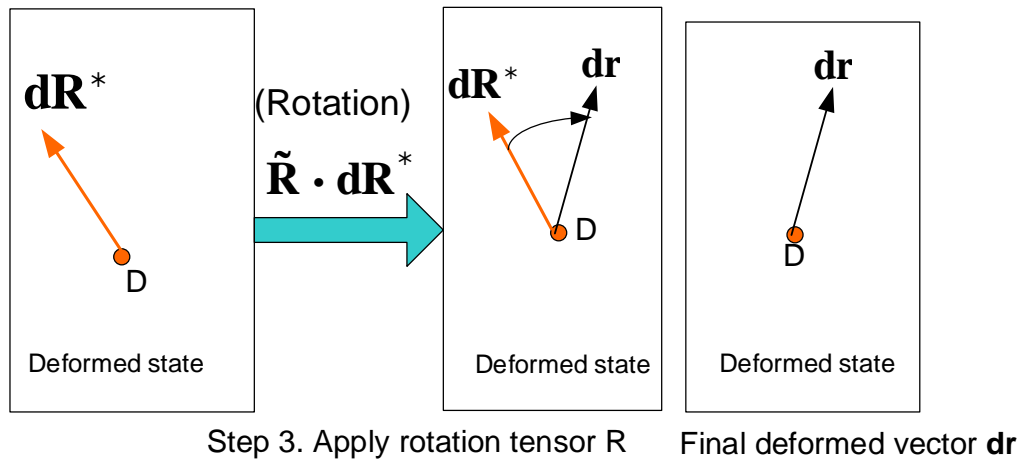 dR*
(Rotation)
R̃ · dR*
D
Deformed state
dR*
dr
D
Deformed state
dr
D
Deformed state
Step 3. Apply rotation tensor R
Final deformed vector dr